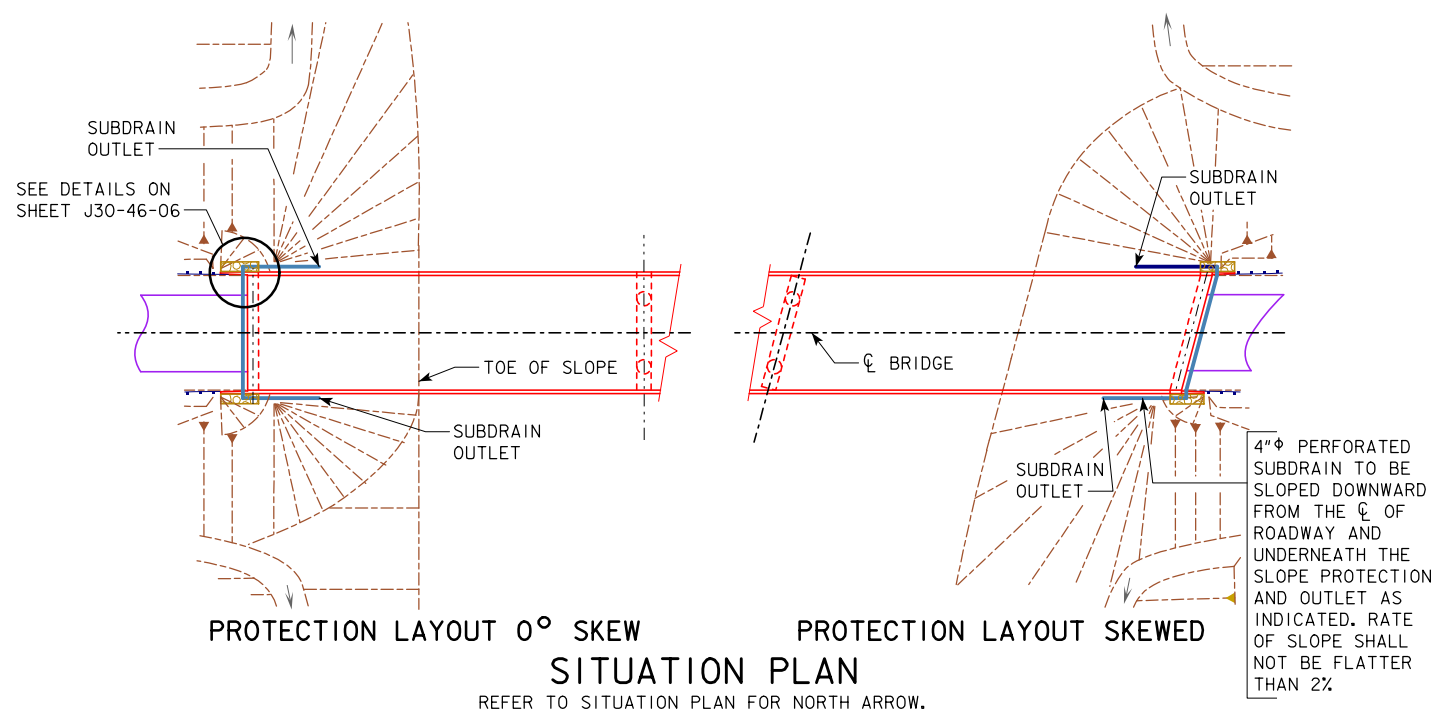 SUBDRAIN
OUTLET
SEE DETAILS ON
SHEET J30-46-06
TOE OF SLOPE
SUBDRAIN
OUTLET
PROTECTION LAYOUT 0° SKEW
SUBDRAIN
OUTLET
℄ BRIDGE
SUBDRAIN
OUTLET
4"ϕ PERFORATED
SUBDRAIN TO BE
SLOPED DOWNWARD
FROM THE ℄ OF
ROADWAY AND
UNDERNEATH THE
SLOPE PROTECTION
AND OUTLET AS
INDICATED. RATE
OF SLOPE SHALL
NOT BE FLATTER
THAN 2%
PROTECTION LAYOUT SKEWED
SITUATION PLAN
REFER TO SITUATION PLAN FOR NORTH ARROW.